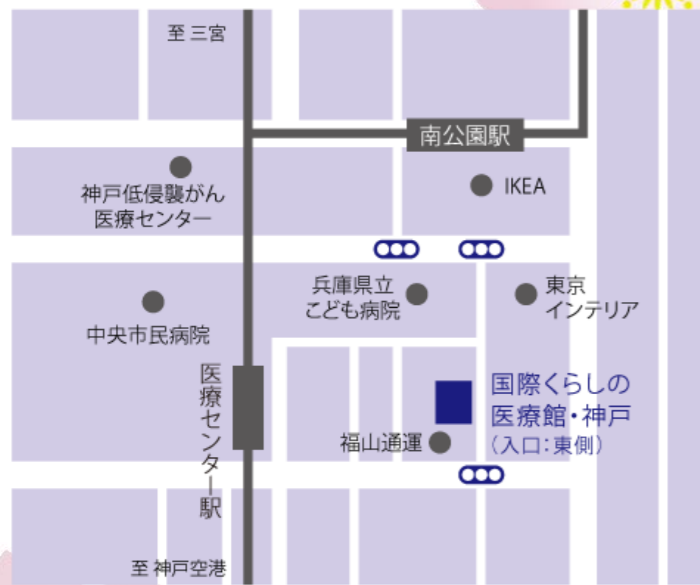 至 三宮
南公園駅
神戸低侵襲がん
医療センター
IKEA
兵庫県立
こども病院
東京
インテリア
中央市民病院
医療センター駅
国際くらしの
医療館・神戸
（入口：東側）
福山通運
至 神戸空港